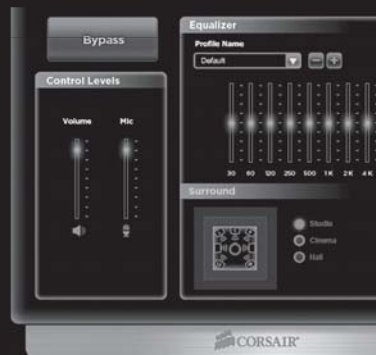 Bypass
Control Levels
Volume Mic
Equalizer
Profile Name
Default
30 60 120 250 500 1K 2K 4K
Surround
Studio
Cinema
Hall
CORSAIR